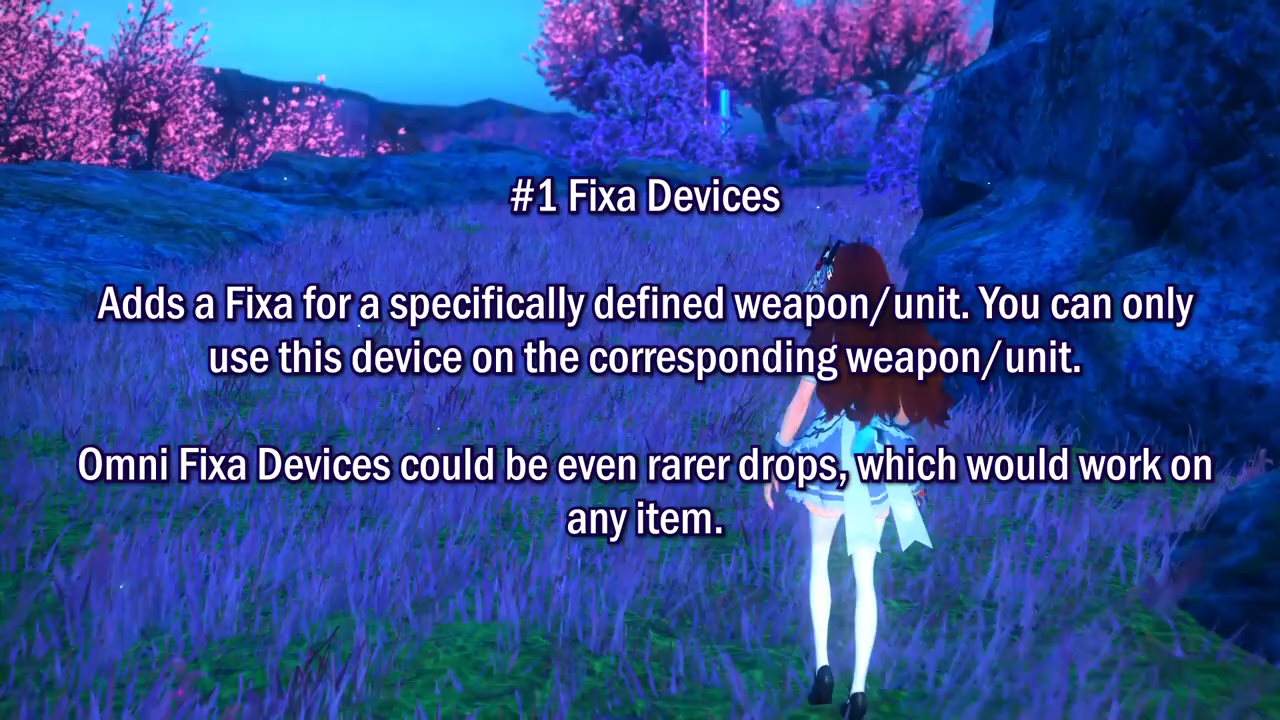 #1 Fixa Devices
Adds a Fixa for a specifically defined weapon/unit. You can only
use this device on the corresponding weapon/unit.
Omni Fixa Devices could be even rarer drops, which would work on
any item.